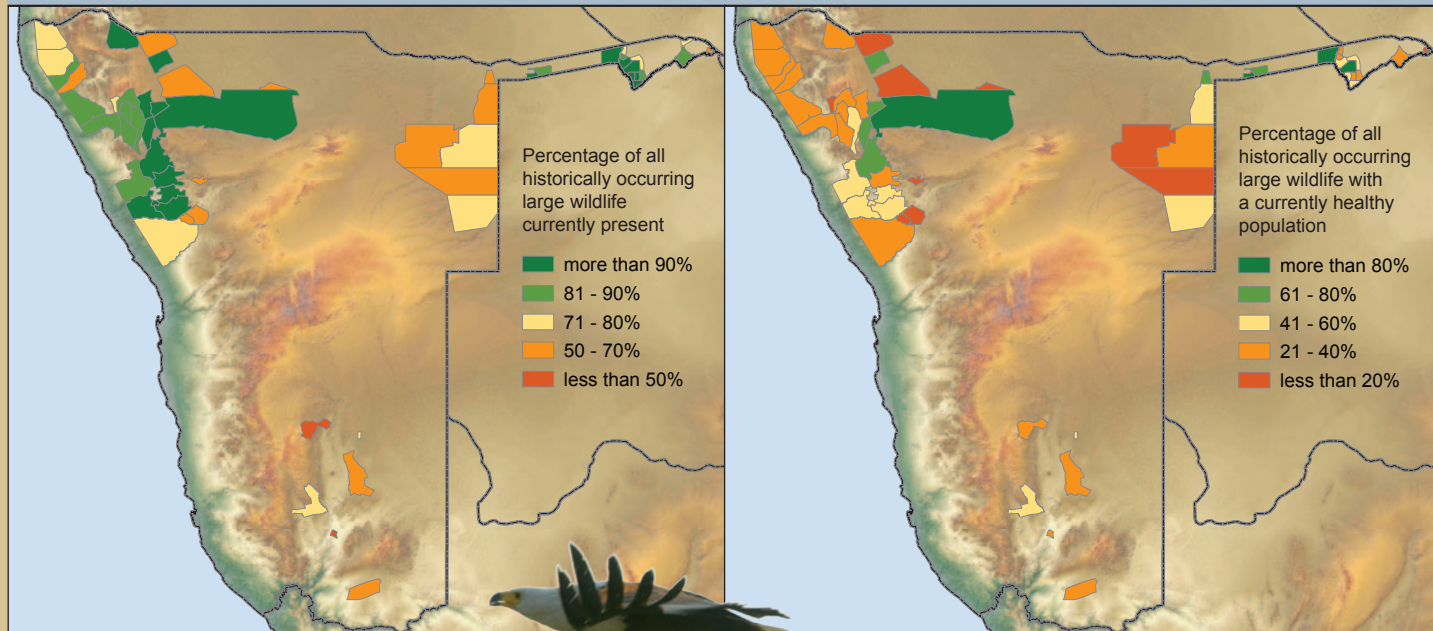 Percentage of all
historically occurring
large wildlife
currently present
more than 90%
81 - 90%
71 - 80%
50 - 70%
less than 50%
Percentage of all
historically occurring
large wildlife with
a currently healthy
population
more than 80%
61 - 80%
41 - 60%
21 - 40%
less than 20%